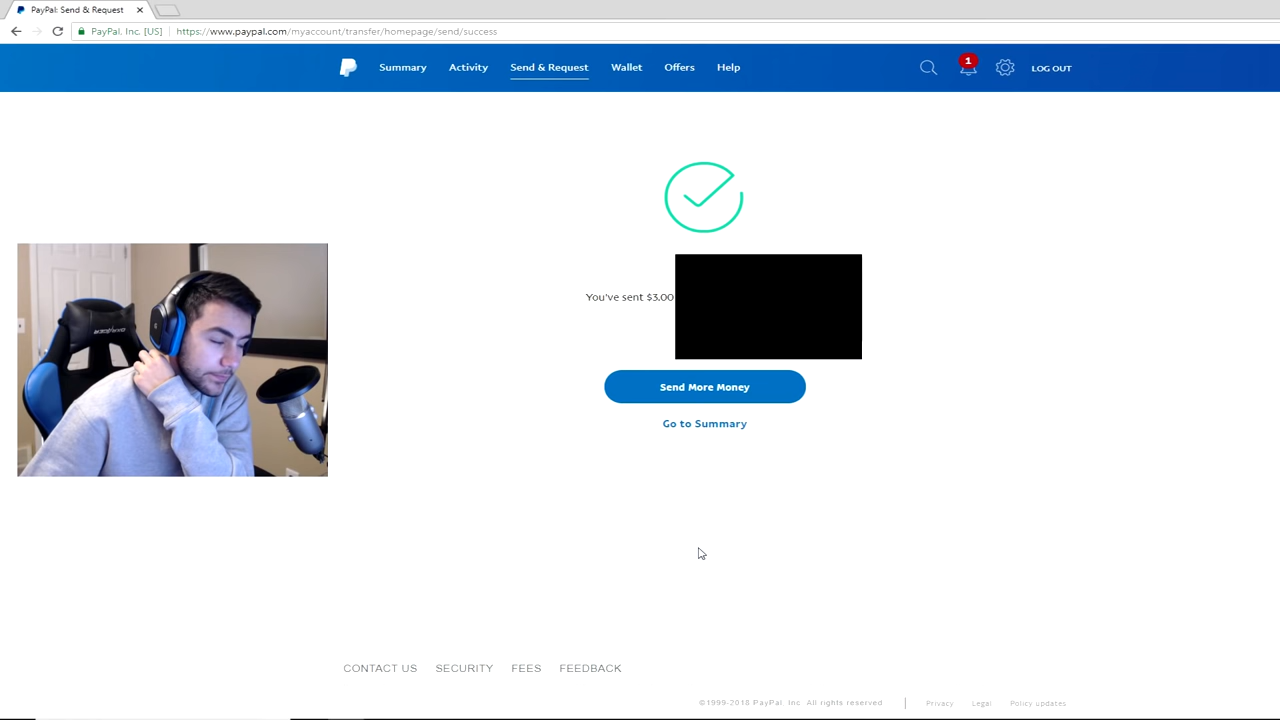 PayPal: Send & Request
PayPal, Inc. [US] https://www.paypal.com/myaccount/transfer/homepage/send/success
Summary Activity Send & Request Wallet Offers Help 1 LOG OUT
You've sent $3.00
Send More Money
Go to Summary
CONTACT US SECURITY FEES FEEDBACK
©1999-2018 PayPal, Inc. All rights reserved Privacy Legal Policy updates